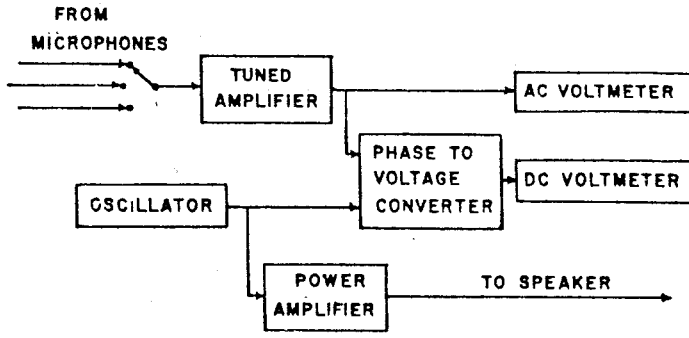 FROM
MICROPHONES
TUNED
AMPLIFIER
AC VOLTMETER
PHASE TO
VOLTAGE
CONVERTER
DC VOLTMETER
OSCILLATOR
POWER
AMPLIFIER
TO SPEAKER